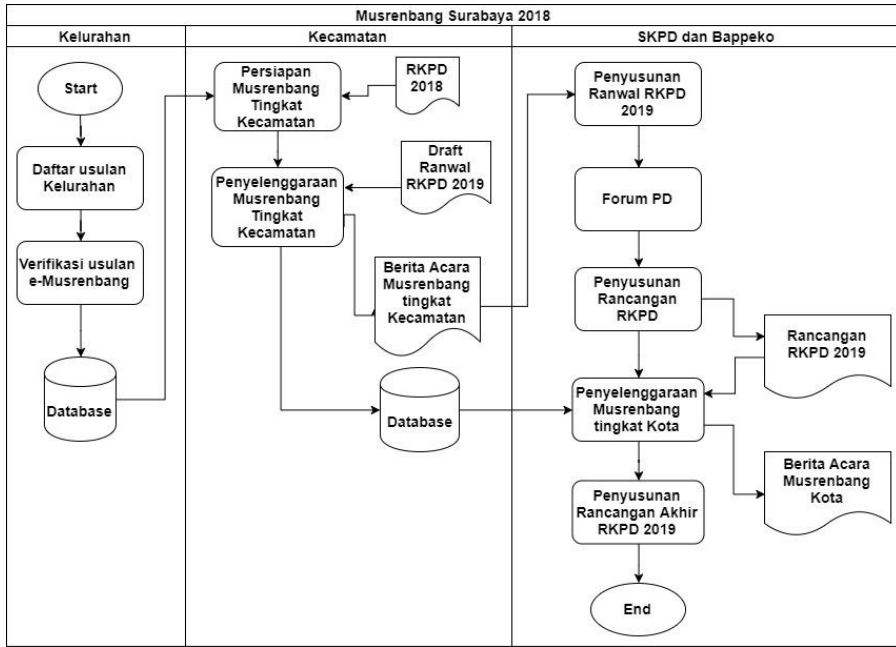 Musrenbang Surabaya 2018
Kelurahan
Kecamatan
SKPD dan Bappeko
Start
Daftar usulan
Kelurahan
Verifikasi usulan
e-Musrenbang
Database
Persiapan
Musrenbang
Tingkat
Kecamatan
RKPD
2018
Penyelenggaraan
Musrenbang
Tingkat
Kecamatan
Draft
Ranwal
RKPD 2019
Berita Acara
Musrenbang
tingkat
Kecamatan
Database
Penyusunan
Ranwal RKPD
2019
Forum PD
Penyusunan
Rancangan
RKPD
Rancangan
RKPD 2019
Penyelenggaraan
Musrenbang
tingkat Kota
Berita Acara
Musrenbang
Kota
Penyusunan
Rancangan Akhir
RKPD 2019
End